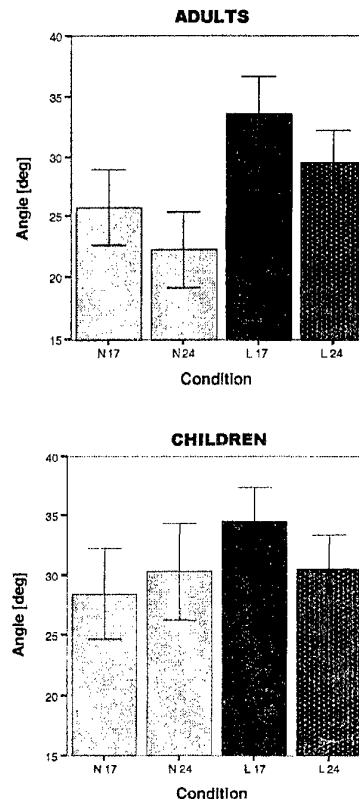 ADULTS
40
35
30
25
20
15
Angle [deg]
N 17 N 24 L 17 L 24
Condition
CHILDREN
40
35
30
25
20
15
Angle [deg]
N 17 N 24 L 17 L 24
Condition